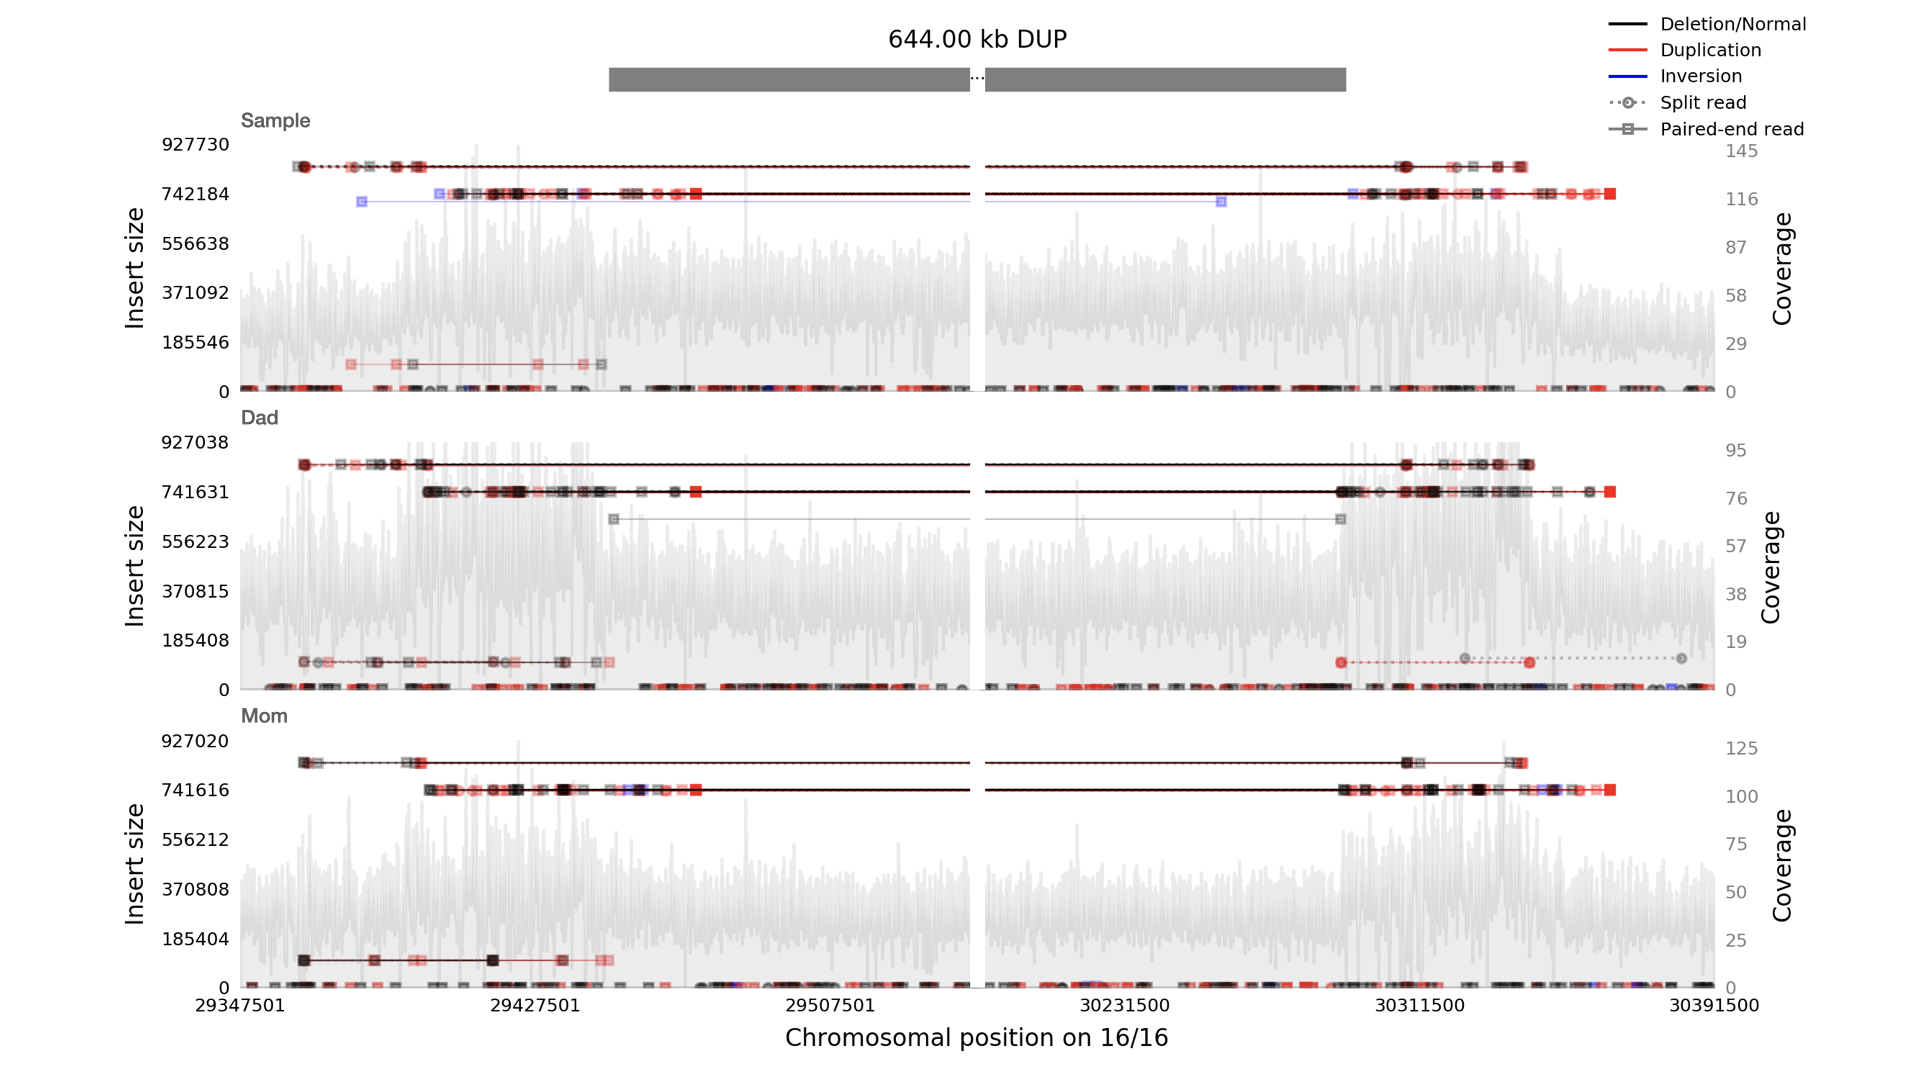 644.00 kb DUP
...
Deletion/Normal
Duplication
Inversion
Split read
Paired-end read
Sample
927730
742184
556638
371092
185546
0
Insert size
145
116
87
58
29
0
Coverage
Dad
927038
741631
556223
370815
185408
0
Insert size
95
76
57
38
19
0
Coverage
Mom
927020
741616
556212
370808
185404
0
Insert size
125
100
75
50
25
0
Coverage
29347501 29427501 29507501 30231500 30311500 30391500
Chromosomal position on 16/16